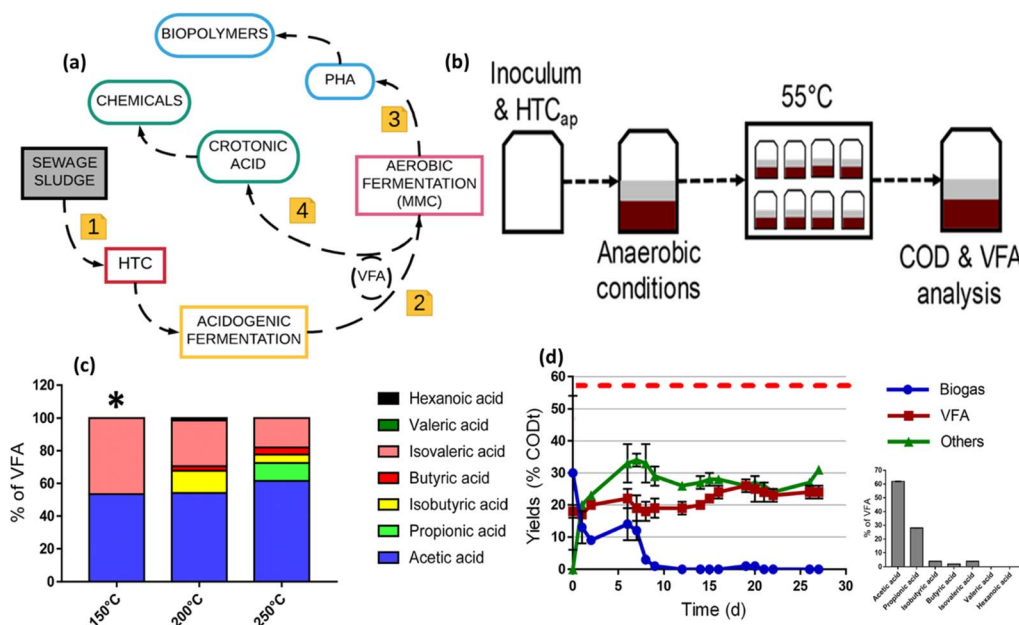 (a)
BIOPOLYMERS
PHA
CHEMICALS
3
CROTONIC
ACID
SEWAGE
SLUDGE
AEROBIC
FERMENTATION
(MMC)
1
4
HTC
VFA
2
ACIDOGENIC
FERMENTATION
(b)
Inoculum
& HTCap
55°C
Anaerobic
conditions
COD & VFA
analysis
(c)
% of VFA
120
100
80
60
40
20
0
*
150°C
200°C
250°C
Hexanoic acid
Valeric acid
Isovaleric acid
Butyric acid
Isobutyric acid
Propionic acid
Acetic acid
(d)
Yields (% CODt)
60
50
40
30
20
10
0
0
5
10
15
20
25
30
Time (d)
Biogas
VFA
Others
% of VFA
70
60
50
40
30
20
10
0
Acetic acid
Propionic acid
Isobutyric acid
Butyric acid
Isovaleric acid
Valeric acid
Hexanoic acid